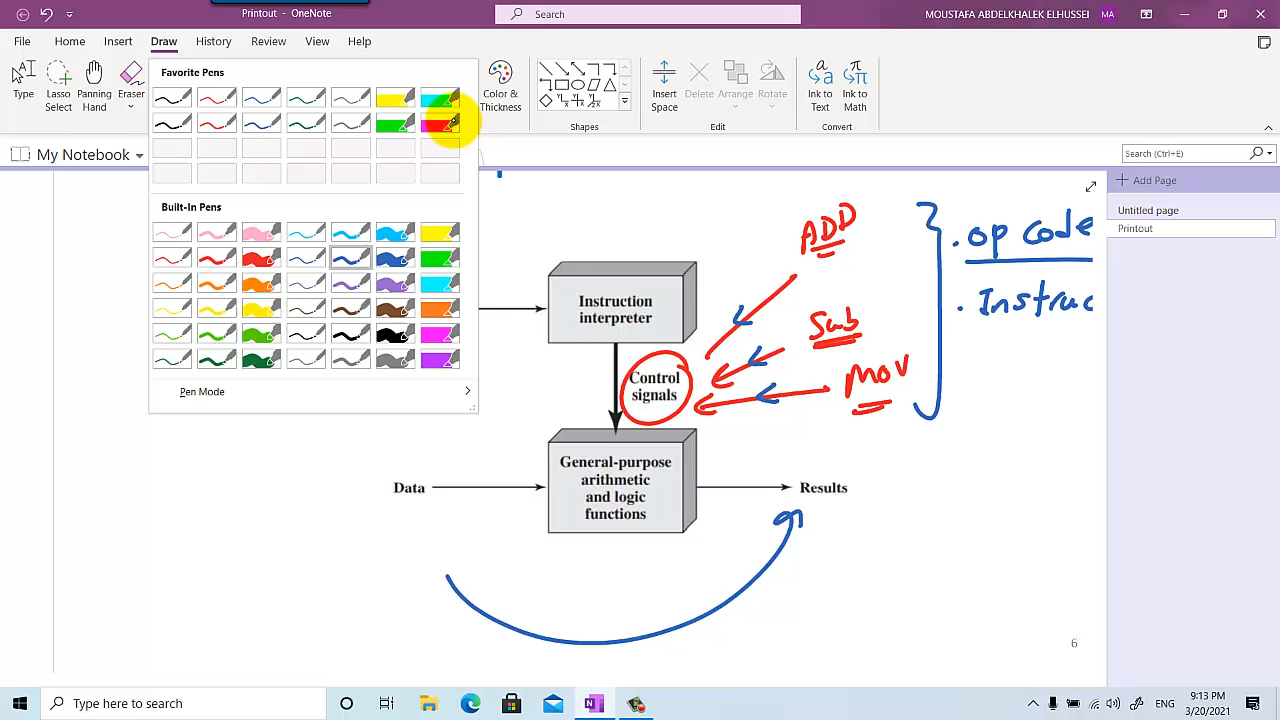 Printout - OneNote
Search
MOUSTAFA ABDELKHALEK ELHUSSEI
MA
File Home Insert Draw History Review View Help
Type
Lasso
Select
Panning
Hand
Eraser
Favorite Pens
Color &
Thickness
Shapes
Insert
Space
Delete
Arrange
Rotate
Edit
Ink to
Text
Ink to
Math
Convert
My Notebook
Search (Ctrl+E)
Add Page
Untitled page
Printout
Built-In Pens
Pen Mode
ADD
Sub
MOV
. op code
. Instruc
Instruction
interpreter
Control
signals
General-purpose
arithmetic
and logic
functions
Data
Results
6
Type here to search
ENG
9:13 PM
3/20/2021